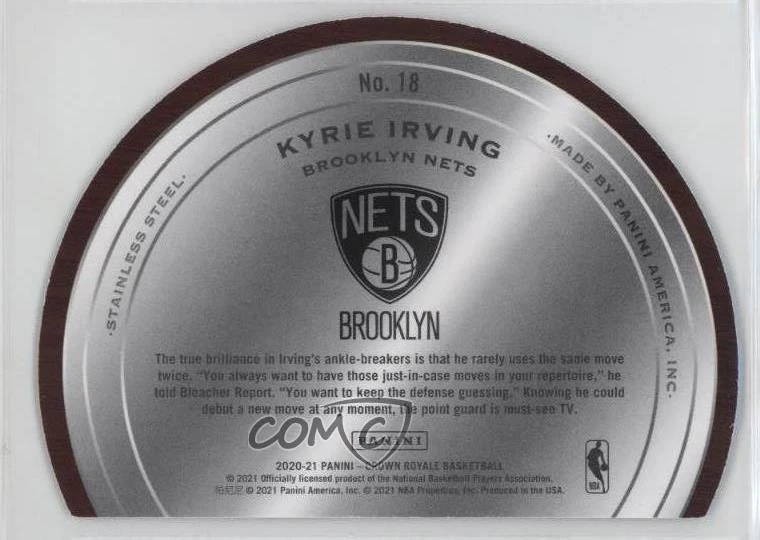 No. 18
KYRIE IRVING
BROOKLYN NETS
·STAINLESS STEEL·
·MADE BY PANINI AMERICA, INC.·
NETS
B
BROOKLYN
The true brilliance in Irving's ankle-breakers is that he rarely uses the same move
twice. "You always want to have those just-in-case moves in your repertoire," he
told Bleacher Report. "You want to keep the defense guessing." Knowing he could
debut a new move at any moment, the point guard is must-see TV.
COMC
PANINI
2020-21 PANINI – CROWN ROYALE BASKETBALL
© 2021 Officially licensed product of the National Basketball Players Association.
帕尼尼 © 2021 Panini America, Inc. © 2021 NBA Properties, Inc. Produced in the USA.
NBA